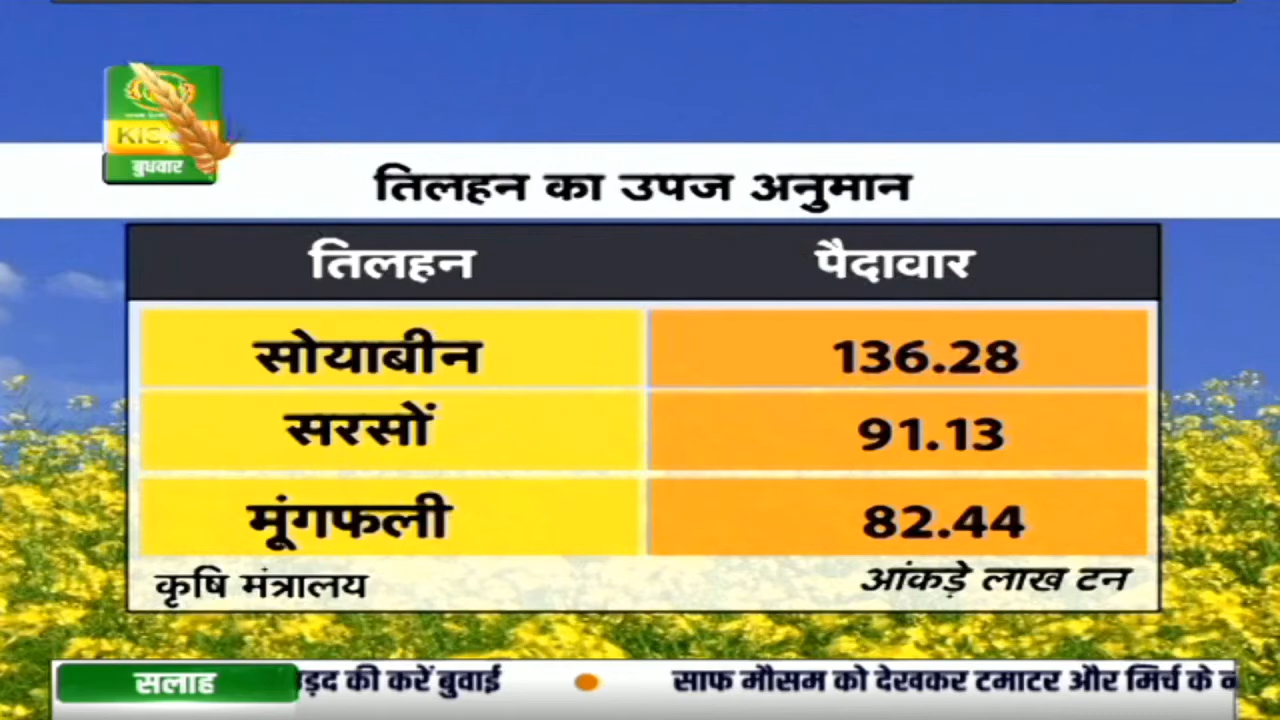 बुधवार
तिलहन का उपज अनुमान
तिलहन पैदावार
सोयाबीन 136.28
सरसों 91.13
मूंगफली 82.44
कृषि मंत्रालय आंकड़े लाख टन
सलाह की करें बुवाई साफ मौसम को देखकर टमाटर और मिर्च के